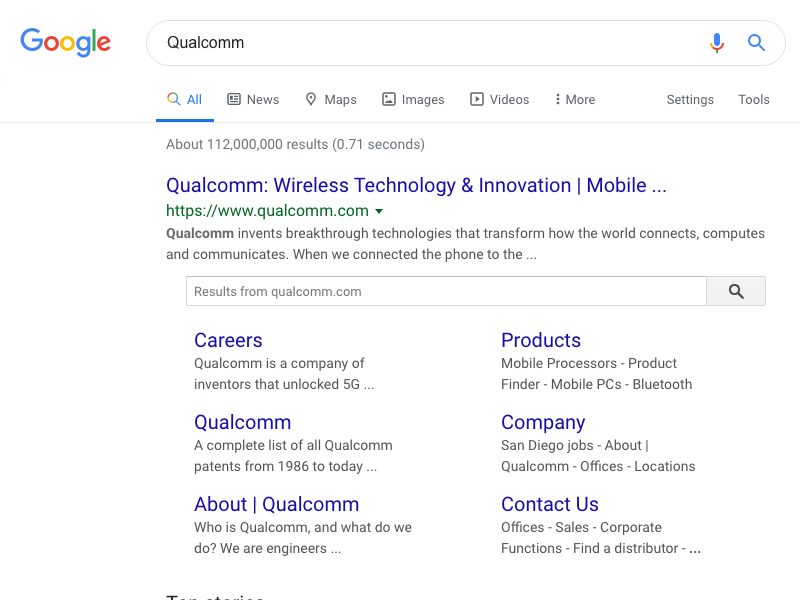 Google
Qualcomm
All News Maps Images Videos More Settings Tools
About 112,000,000 results (0.71 seconds)
Qualcomm: Wireless Technology & Innovation | Mobile ...
https://www.qualcomm.com
Qualcomm invents breakthrough technologies that transform how the world connects, computes
and communicates. When we connected the phone to the ...
Results from qualcomm.com
Careers
Qualcomm is a company of
inventors that unlocked 5G ...
Products
Mobile Processors - Product
Finder - Mobile PCs - Bluetooth
Qualcomm
A complete list of all Qualcomm
patents from 1986 to today ...
Company
San Diego jobs - About |
Qualcomm - Offices - Locations
About | Qualcomm
Who is Qualcomm, and what do we
do? We are engineers ...
Contact Us
Offices - Sales - Corporate
Functions - Find a distributor - ...
Top stories